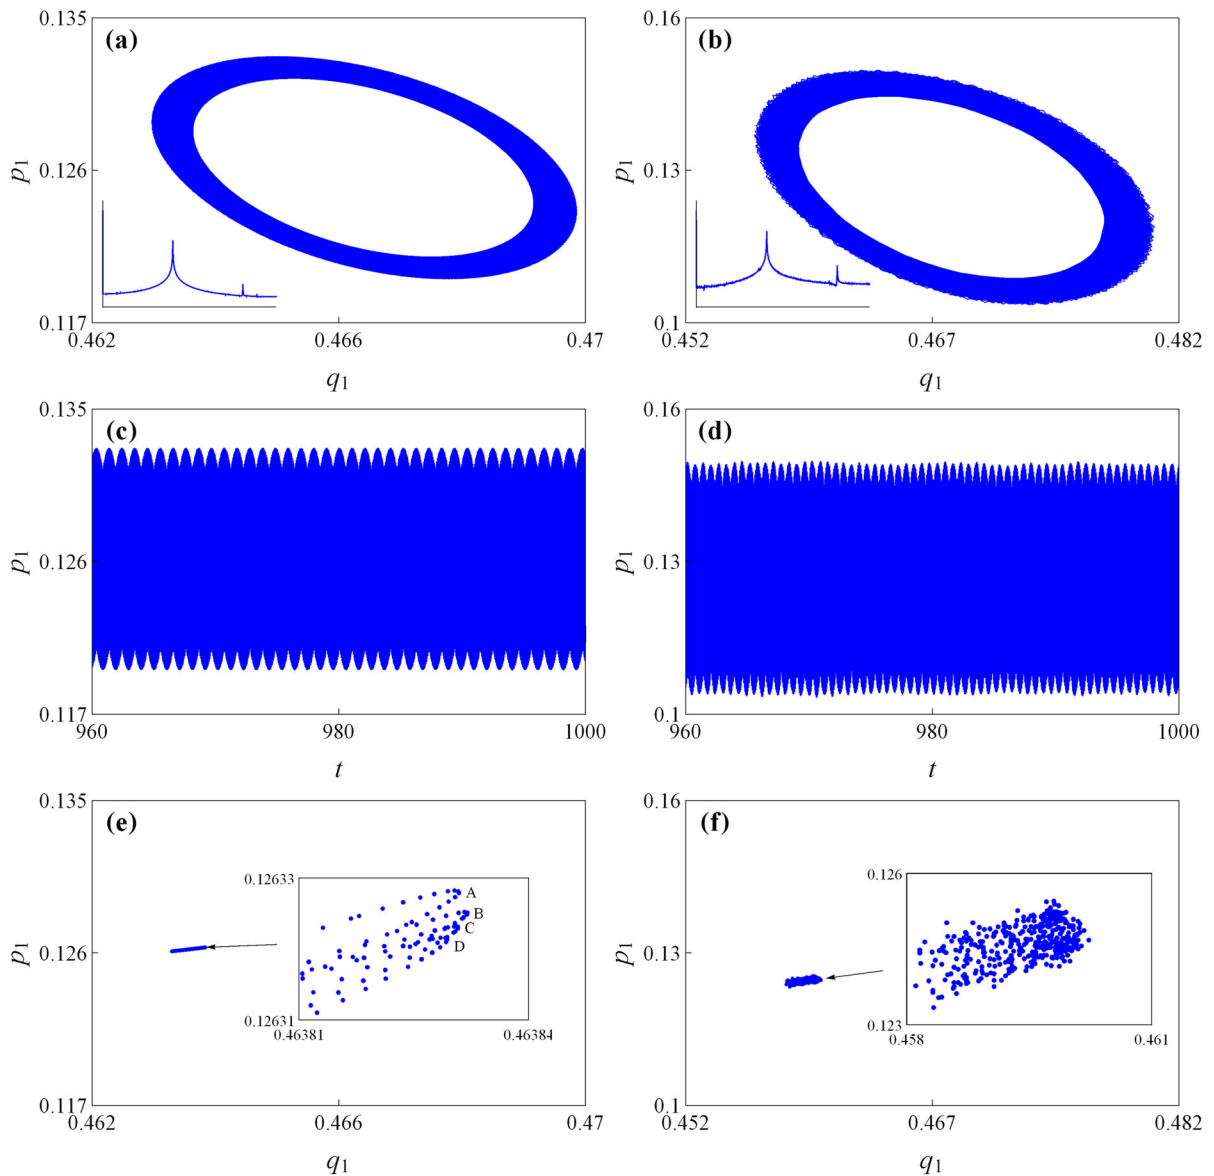 (a)
0.135
p1
0.126
0.117
0.462
0.466
0.47
q1
(b)
0.16
p1
0.13
0.1
0.452
0.467
0.482
q1
(c)
0.135
p1
0.126
0.117
960
980
1000
t
(d)
0.16
p1
0.13
0.1
960
980
1000
t
(e)
0.135
p1
0.126
0.117
0.12633
A
B
C
D
0.12631
0.46381
0.46384
0.462
0.466
0.47
q1
(f)
0.16
p1
0.13
0.1
0.126
0.123
0.458
0.461
0.452
0.467
0.482
q1